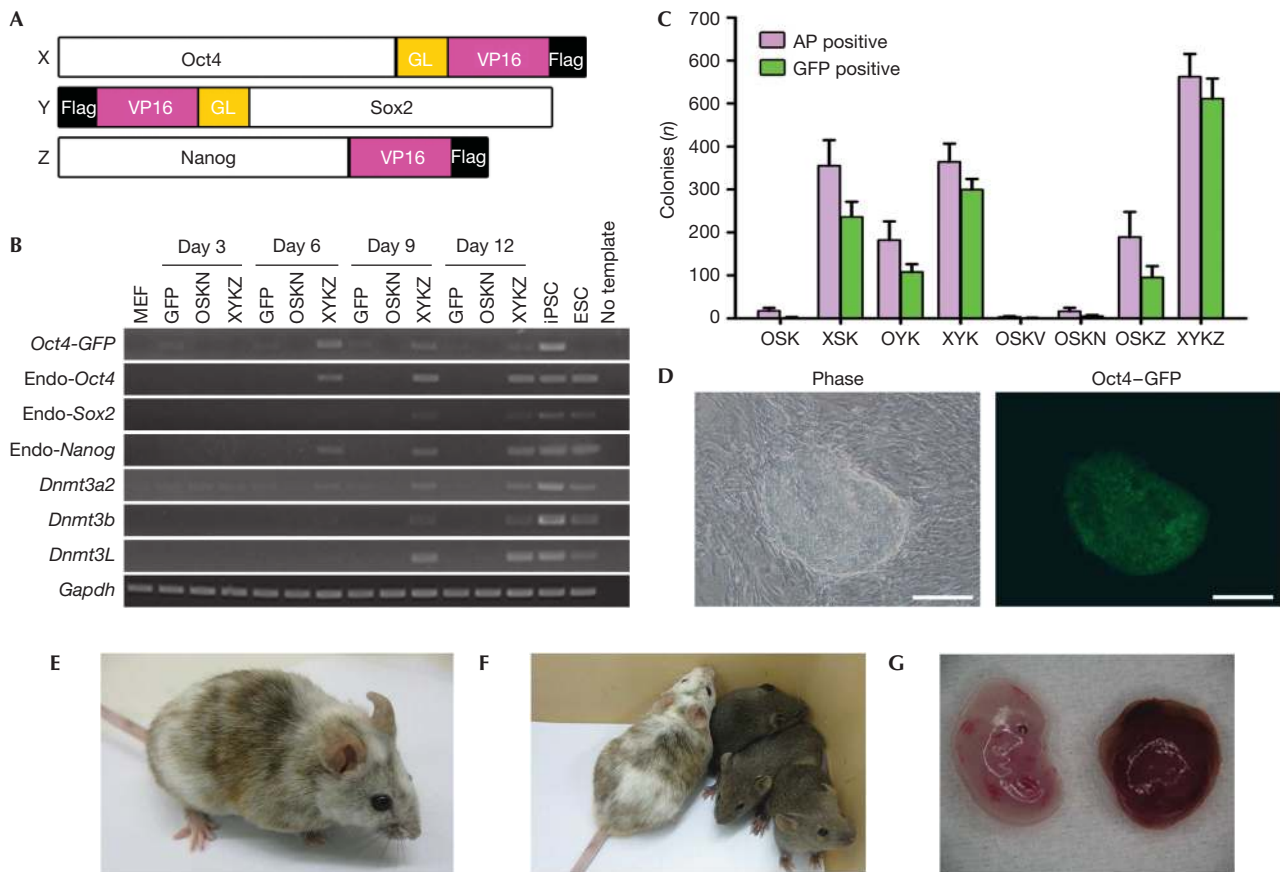 A
X Oct4 GL VP16 Flag
Y Flag VP16 GL Sox2
Z Nanog VP16 Flag
B
Day 3 Day 6 Day 9 Day 12
MEF GFP OSKN XYKZ GFP OSKN XYKZ GFP OSKN XYKZ GFP OSKN XYKZ iPSC ESC No template
Oct4-GFP
Endo-Oct4
Endo-Sox2
Endo-Nanog
Dnmt3a2
Dnmt3b
Dnmt3L
Gapdh
C
AP positive
GFP positive
Colonies (n)
700
600
500
400
300
200
100
0
OSK XSK OYK XYK OSKV OSKN OSKZ XYKZ
D
Phase Oct4–GFP
E
F
G